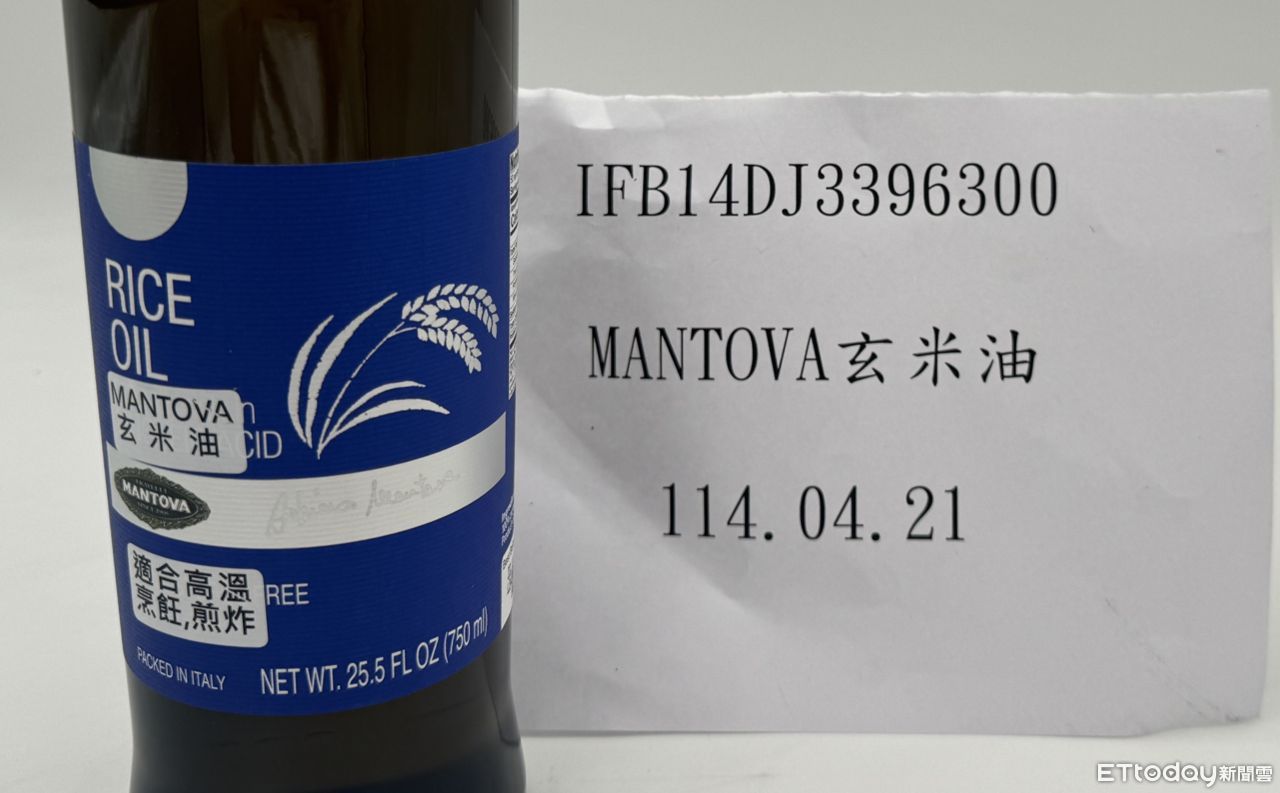 RICE
OIL
MANTOVA
玄米油
ACID
MANTOVA
適合高溫
烹飪,煎炸
FREE
PACKED IN ITALY
NET WT. 25.5 FL OZ (750 ml)
IFB14DJ3396300
MANTOVA玄米油
114.04.21
ETtoday新聞雲